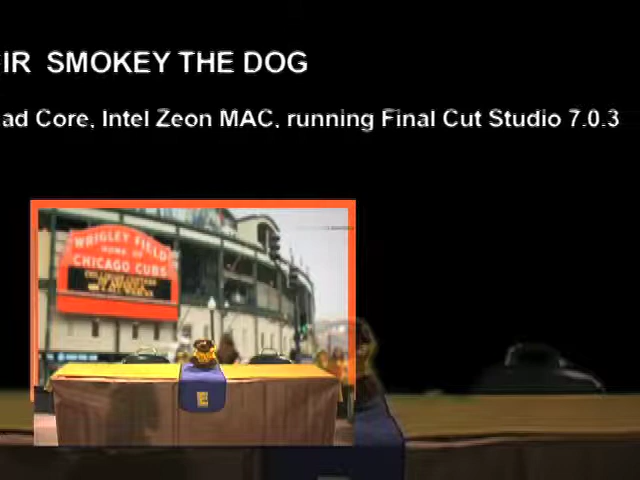 IR SMOKEY THE DOG
ad Core, Intel Zeon MAC, running Final Cut Studio 7.0.3
WRIGLEY FIELD
HOME OF
CHICAGO CUBS